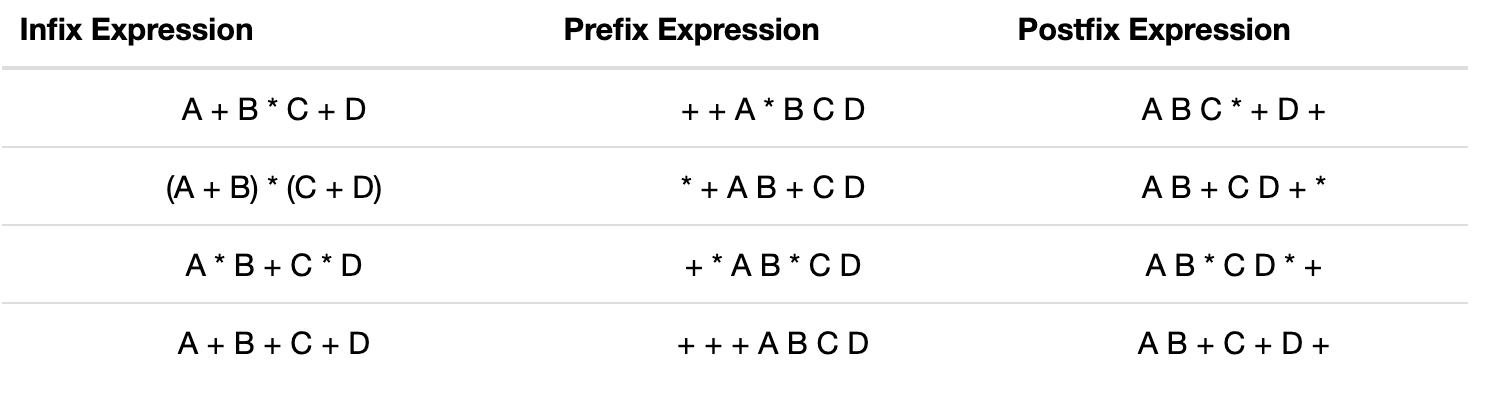 Infix Expression Prefix Expression Postfix Expression
A + B * C + D + + A * B C D A B C * + D +
(A + B) * (C + D) * + A B + C D A B + C D + *
A * B + C * D + * A B * C D A B * C D * +
A + B + C + D + + + A B C D A B + C + D +